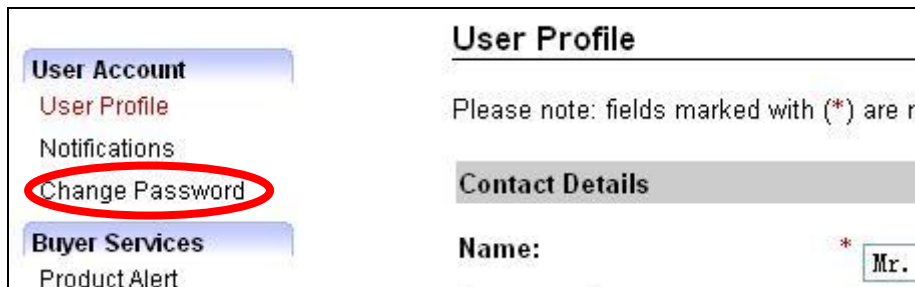 User Account
User Profile
Notifications
Change Password
Buyer Services
Product Alert
User Profile
Please note: fields marked with (*) are
Contact Details
Name:
* Mr.